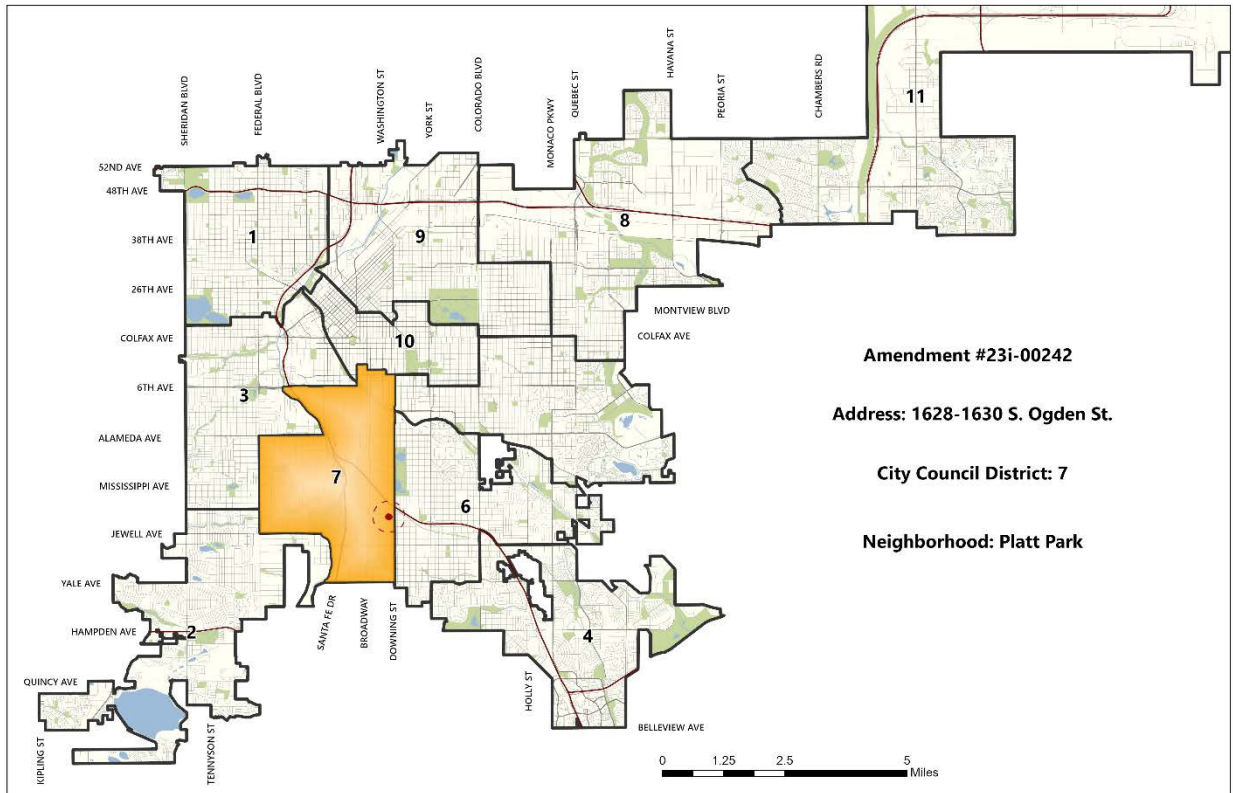 SHERIDAN BLVD
FEDERAL BLVD
WASHINGTON ST
YORK ST
COLORADO BLVD
MONACO PKWY
QUEBEC ST
HAVANA ST
PEORIA ST
CHAMBERS RD
11
52ND AVE
48TH AVE
38TH AVE
26TH AVE
COLFAX AVE
6TH AVE
ALAMEDA AVE
MISSISSIPPI AVE
JEWELL AVE
YALE AVE
HAMPDEN AVE
QUINCY AVE
1
9
8
10
3
7
6
2
4
MONTVIEW BLVD
COLFAX AVE
Amendment #23i-00242
Address: 1628-1630 S. Ogden St.
City Council District: 7
Neighborhood: Platt Park
SANTA FE DR
BROADWAY
DOWNING ST
HOLLY ST
BELLEVIEW AVE
KIPLING ST
TENNYSON ST
0 1.25 2.5 5
Miles